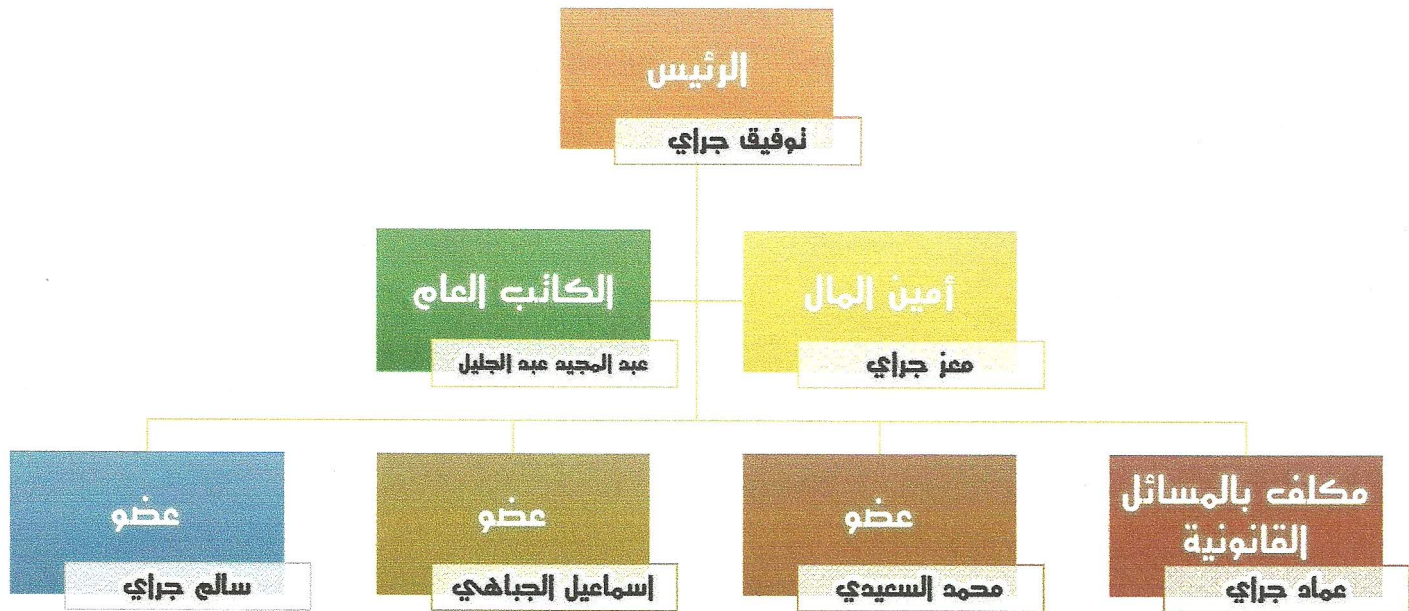 الرئيس
توفيق جراي
أمين المال
معز جراي
الكاتب العام
عبد المجيد عبد الجليل
مكلف بالمسائل
القانونية
عماد جراي
عضو
محمد السعيدي
عضو
اسماعيل الجباهي
عضو
سالم جراي